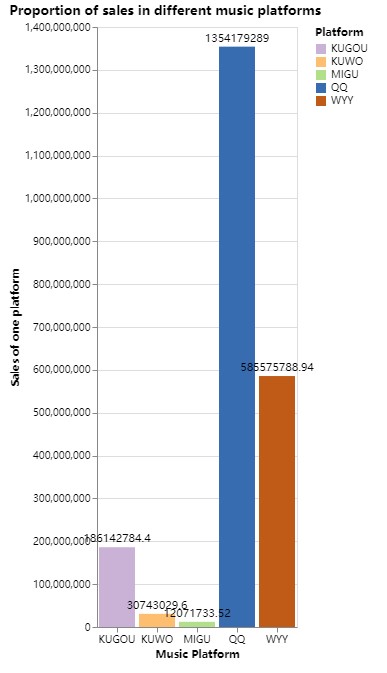 Proportion of sales in different music platforms
Platform
KUGOU
KUWO
MIGU
QQ
WYY
Sales of one platform
1,400,000,000
1,300,000,000
1,200,000,000
1,100,000,000
1,000,000,000
900,000,000
800,000,000
700,000,000
600,000,000
500,000,000
400,000,000
300,000,000
200,000,000
100,000,000
0
1354179289
585575788.94
186142784.4
30743029.6
12071733.52
KUGOU KUWO MIGU QQ WYY
Music Platform